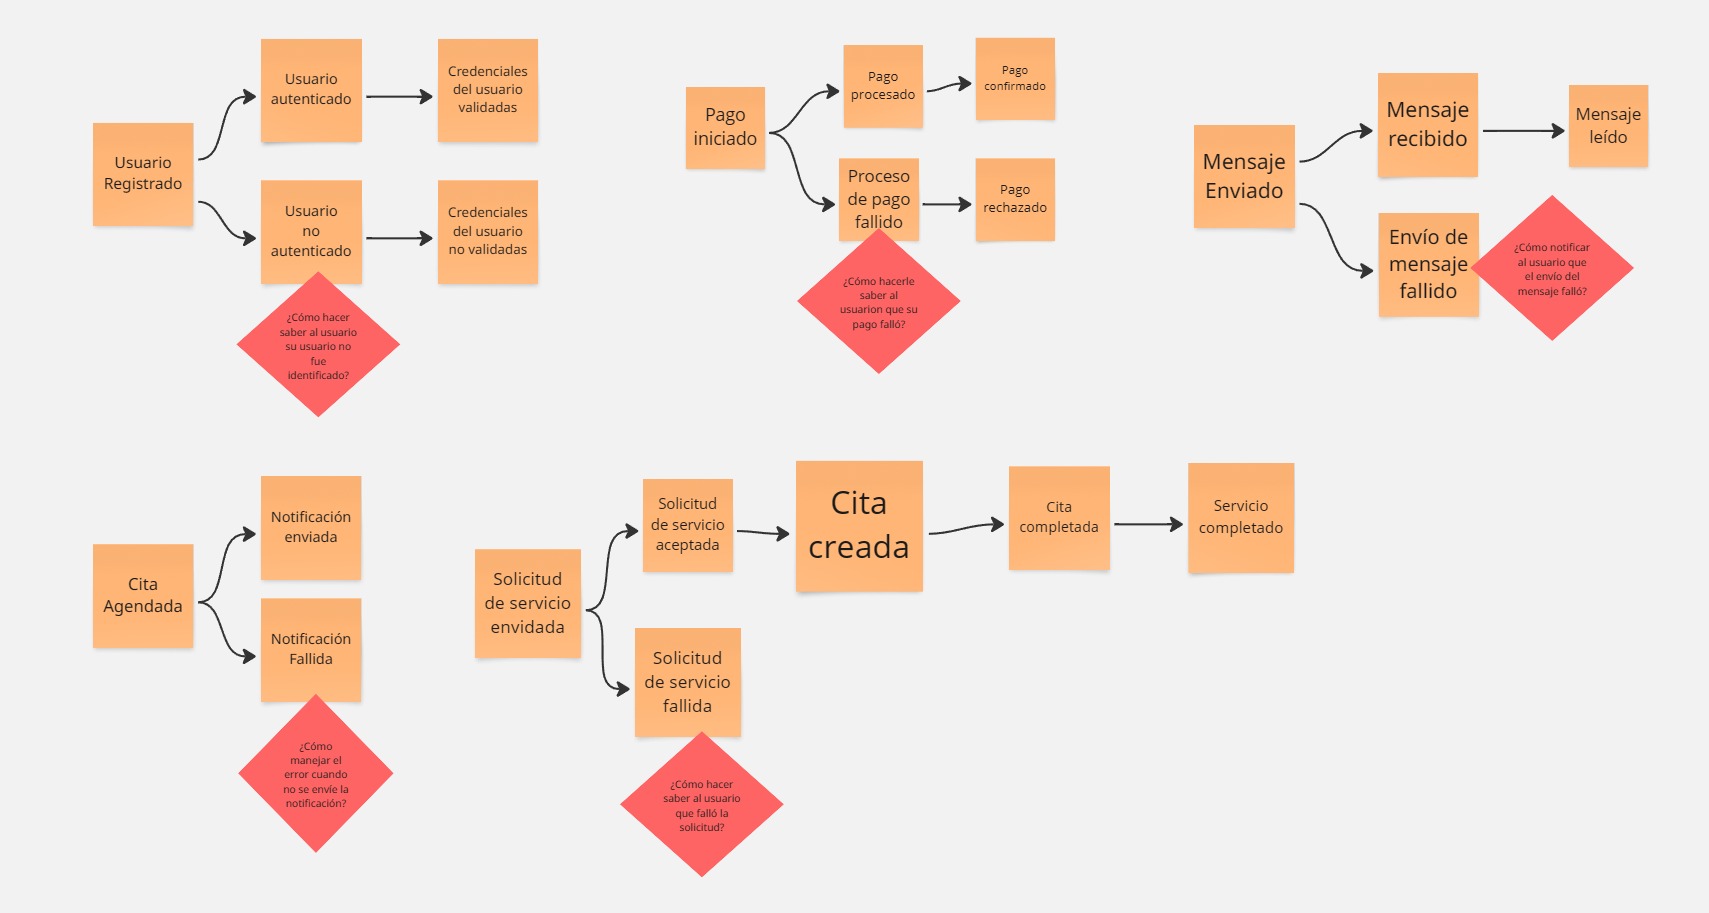 Usuario
Registrado
Usuario
autenticado
Credenciales
del usuario
validadas
Usuario
no
autenticado
Credenciales
del usuario
no validadas
¿Cómo hacer
saber al usuario
su usuario no
fue
identificado?
Pago
iniciado
Pago
procesado
Pago
confirmado
Proceso
de pago
fallido
Pago
rechazado
¿Cómo hacerle
saber al
usuarion que su
pago falló?
Mensaje
Enviado
Mensaje
recibido
Mensaje
leído
Envío de
mensaje
fallido
¿Cómo notificar
al usuario que
el envío del
mensaje falló?
Cita
Agendada
Notificación
enviada
Notificación
Fallida
¿Cómo
manejar el
error cuando
no se envíe la
notificación?
Solicitud
de servicio
envidada
Solicitud
de servicio
aceptada
Cita
creada
Cita
completada
Servicio
completado
Solicitud
de servicio
fallida
¿Cómo hacer
saber al usuario
que falló la
solicitud?